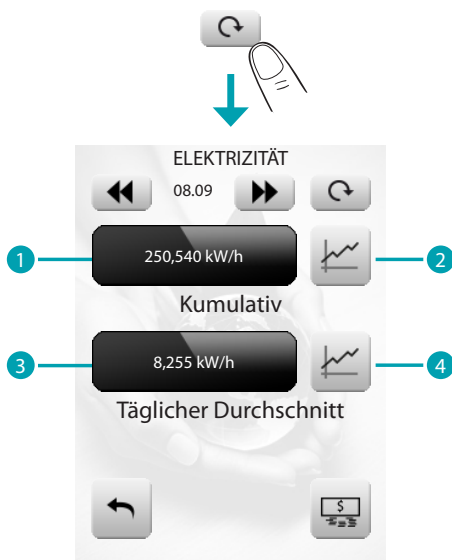 ELEKTRIZITÄT
08.09
1
250,540 kW/h
2
Kumulativ
3
8,255 kW/h
4
Täglicher Durchschnitt
$